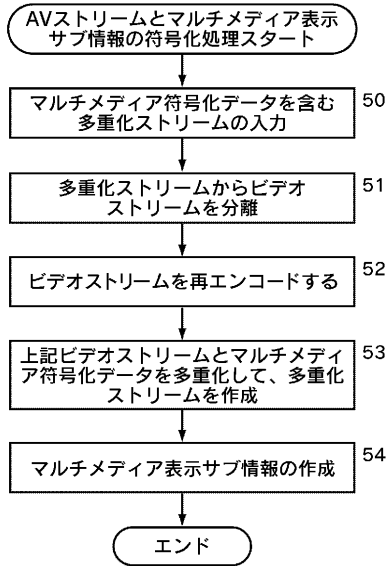 AVストリームとマルチメディア表示
サブ情報の符号化処理スタート
マルチメディア符号化データを含む
多重化ストリームの入力
50
多重化ストリームからビデオ
ストリームを分離
51
ビデオストリームを再エンコードする
52
上記ビデオストリームとマルチメディ
ア符号化データを多重化して、多重化
ストリームを作成
53
マルチメディア表示サブ情報の作成
54
エンド